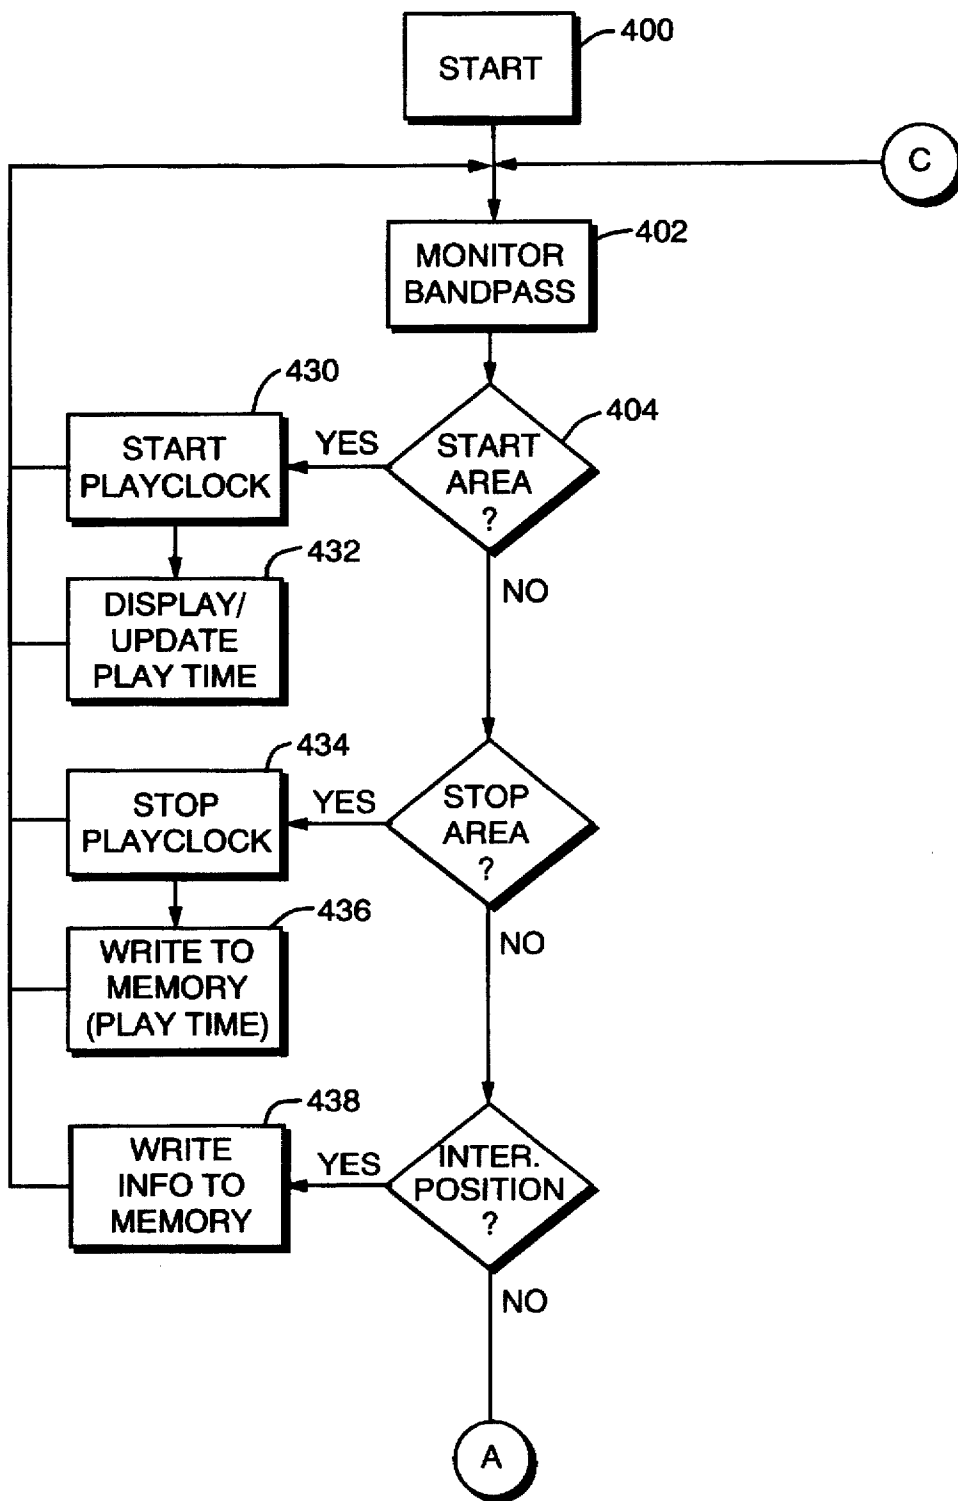 400
START
C
402
MONITOR
BANDPASS
430
404
START
PLAYCLOCK
YES
START
AREA
?
432
NO
DISPLAY/
UPDATE
PLAY TIME
434
STOP
PLAYCLOCK
YES
STOP
AREA
?
436
NO
WRITE TO
MEMORY
(PLAY TIME)
438
WRITE
INFO TO
MEMORY
YES
INTER.
POSITION
?
NO
A